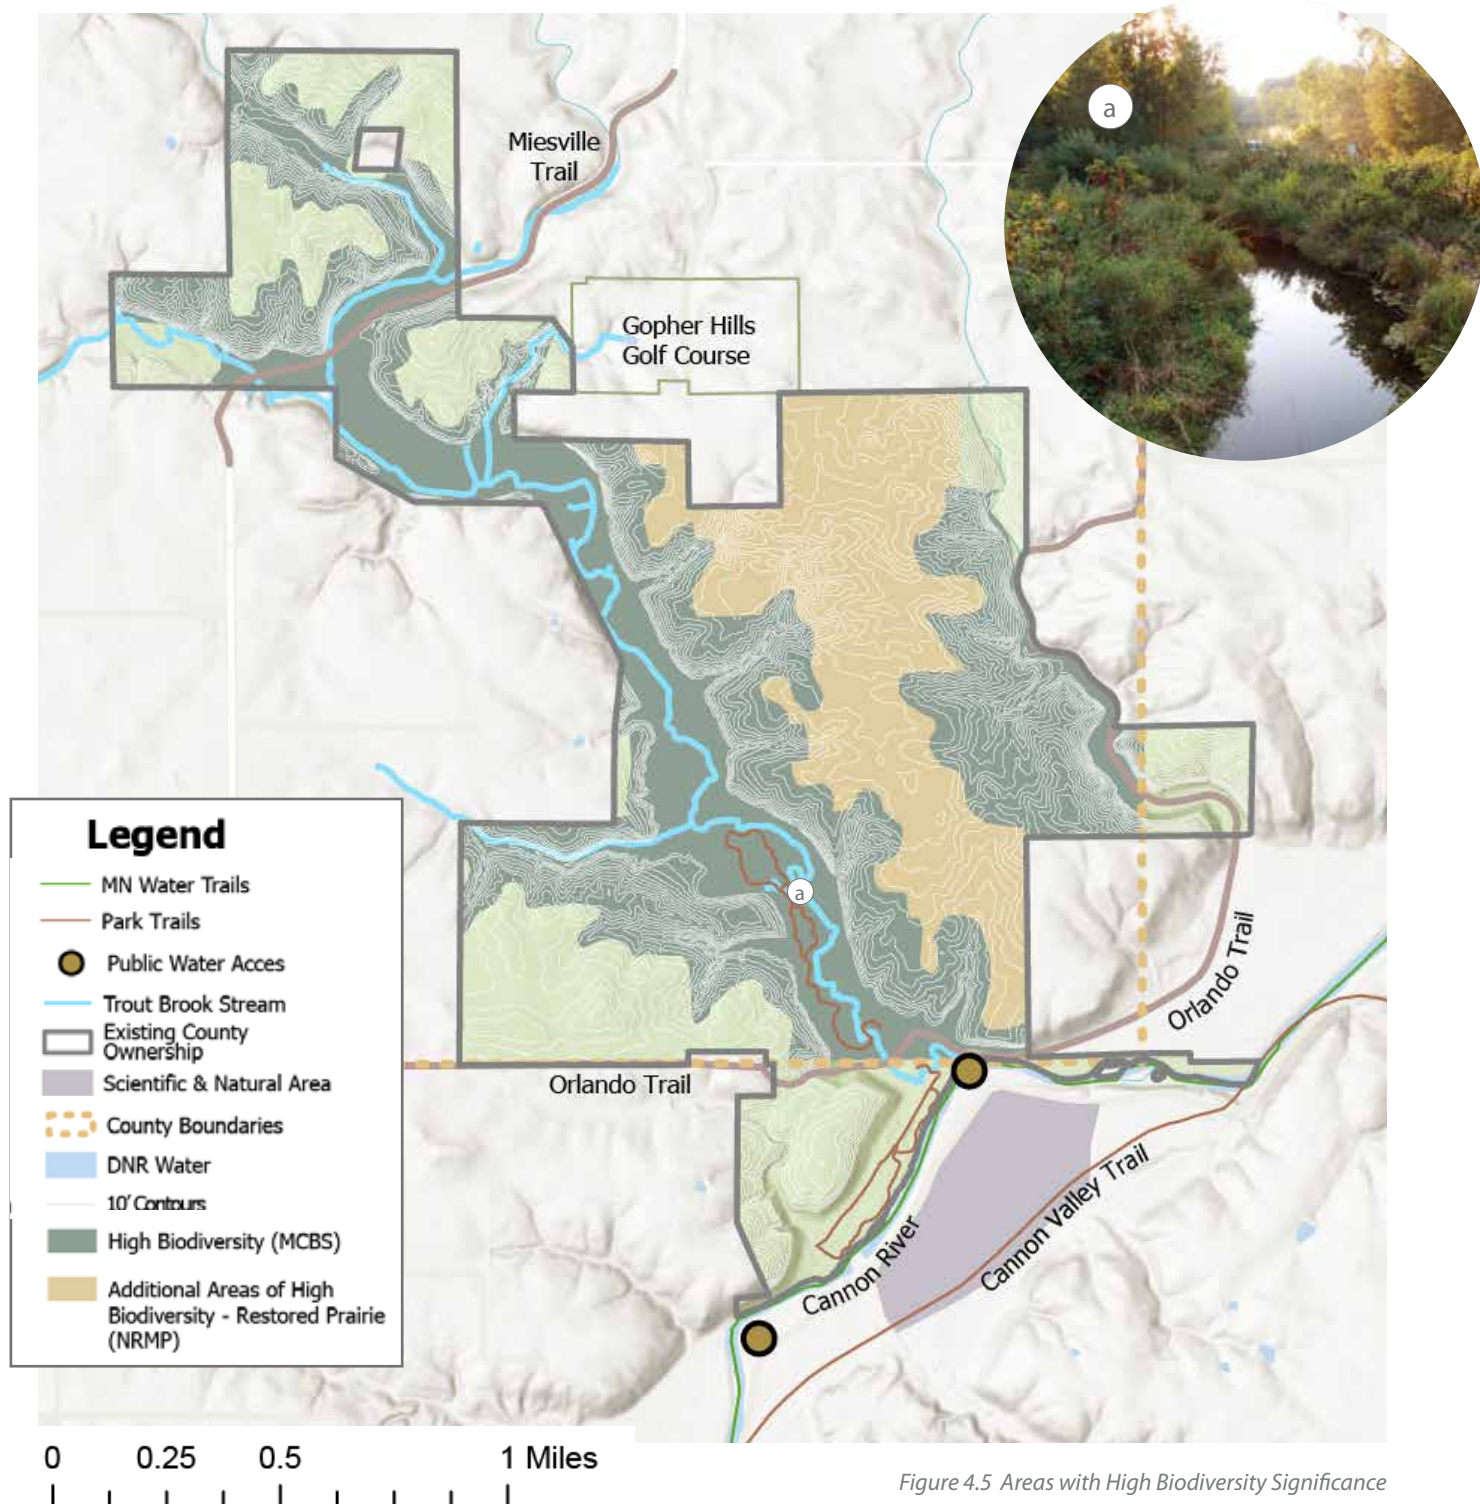 a
Miesville
Trail
Gopher Hills
Golf Course
Legend
MN Water Trails
Park Trails
Public Water Acces
Trout Brook Stream
Existing County
Ownership
Scientific & Natural Area
County Boundaries
DNR Water
10' Contours
High Biodiversity (MCBS)
Additional Areas of High
Biodiversity - Restored Prairie
(NRMP)
a
Orlando Trail
Orlando Trail
Cannon River
Cannon Valley Trail
0 0.25 0.5 1 Miles
Figure 4.5 Areas with High Biodiversity Significance